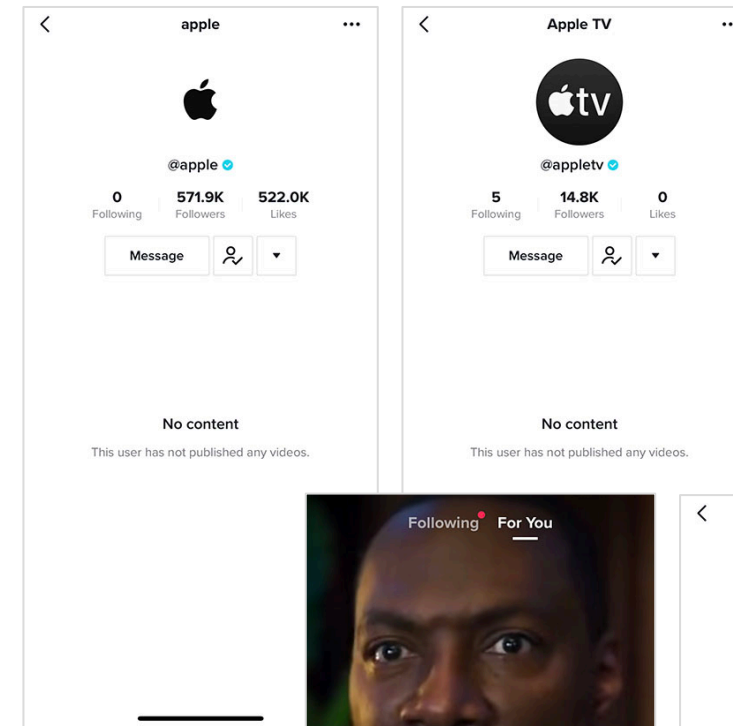 apple
@apple
0 571.9K 522.0K
Following Followers Likes
Message
No content
This user has not published any videos.
Apple TV
tv
@appletv
5 14.8K 0
Following Followers Likes
Message
No content
This user has not published any videos.
Following For You